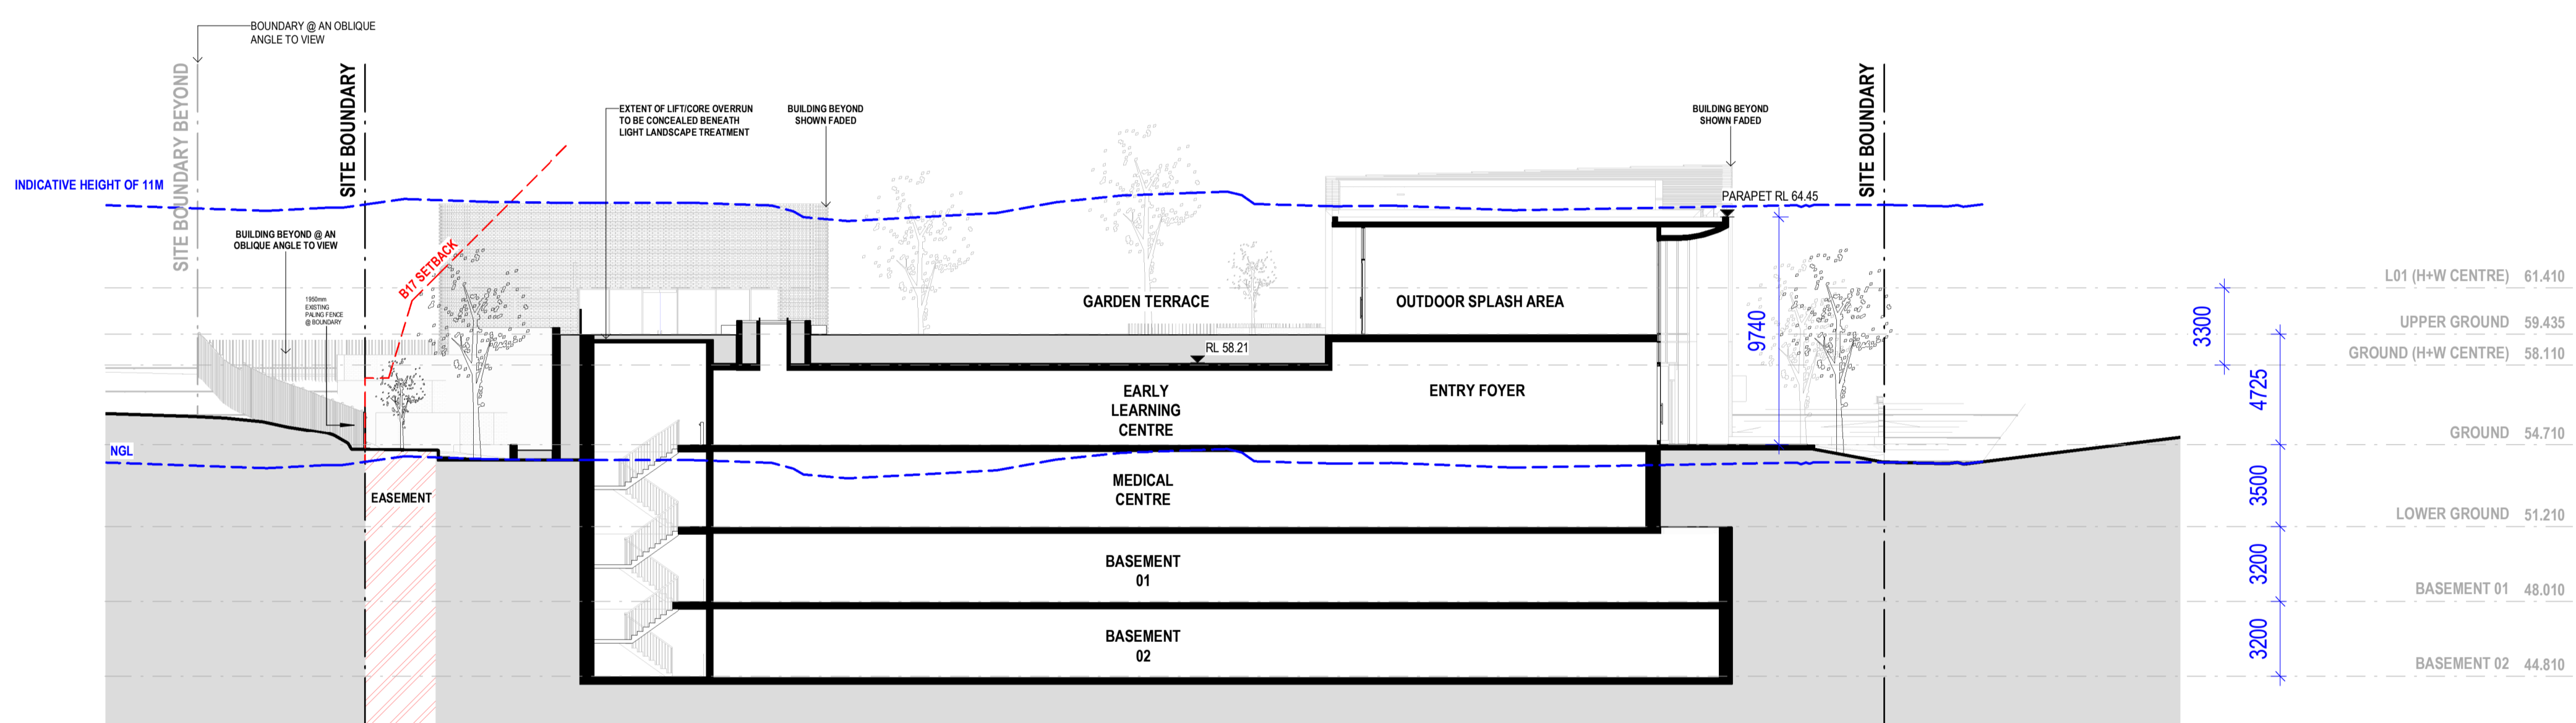 BOUNDARY @ AN OBLIQUE
ANGLE TO VIEW
SITE BOUNDARY BEYOND
SITE BOUNDARY
EXTENT OF LIFT/CORE OVERRUN
TO BE CONCEALED BENEATH
LIGHT LANDSCAPE TREATMENT
BUILDING BEYOND
SHOWN FADED
BUILDING BEYOND
SHOWN FADED
SITE BOUNDARY
INDICATIVE HEIGHT OF 11M
PARAPET RL 64.45
BUILDING BEYOND @ AN
OBLIQUE ANGLE TO VIEW
B17 SETBACK
1950mm
EXISTING
PALING FENCE
@ BOUNDARY
GARDEN TERRACE
OUTDOOR SPLASH AREA
L01 (H+W CENTRE) 61.410
3300
UPPER GROUND 59.435
9740
RL 58.21
GROUND (H+W CENTRE) 58.110
EARLY
LEARNING
CENTRE
ENTRY FOYER
4725
GROUND 54.710
NGL
EASEMENT
MEDICAL
CENTRE
3500
LOWER GROUND 51.210
BASEMENT
01
3200
BASEMENT 01 48.010
BASEMENT
02
3200
BASEMENT 02 44.810